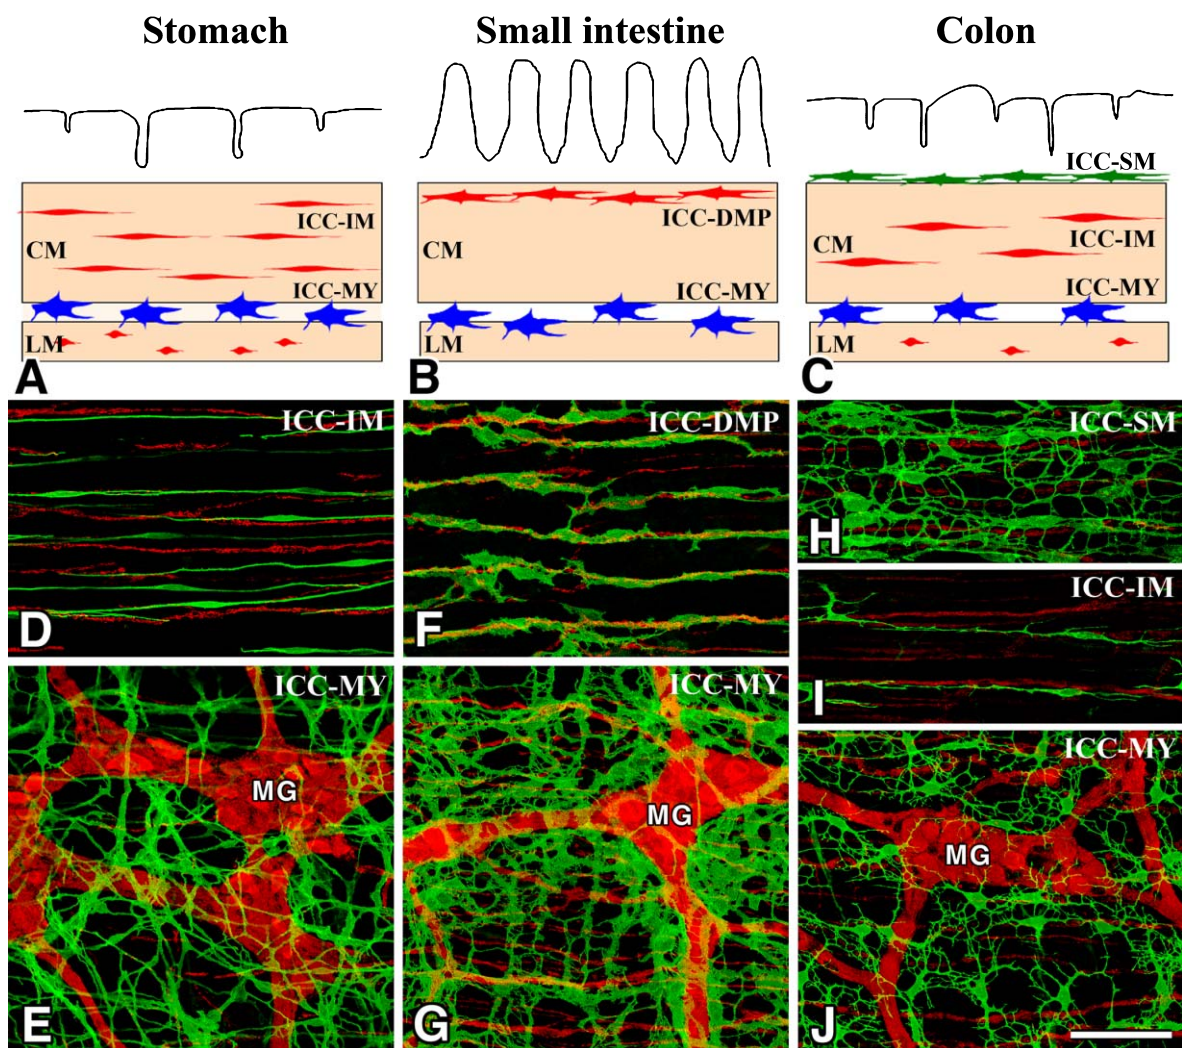 Stomach
Small intestine
Colon
ICC-IM
CM
ICC-MY
LM
A
ICC-DMP
CM
ICC-MY
LM
B
ICC-SM
CM
ICC-IM
ICC-MY
LM
C
ICC-IM
D
ICC-DMP
F
ICC-SM
H
ICC-IM
I
ICC-MY
MG
E
ICC-MY
MG
G
ICC-MY
MG
J